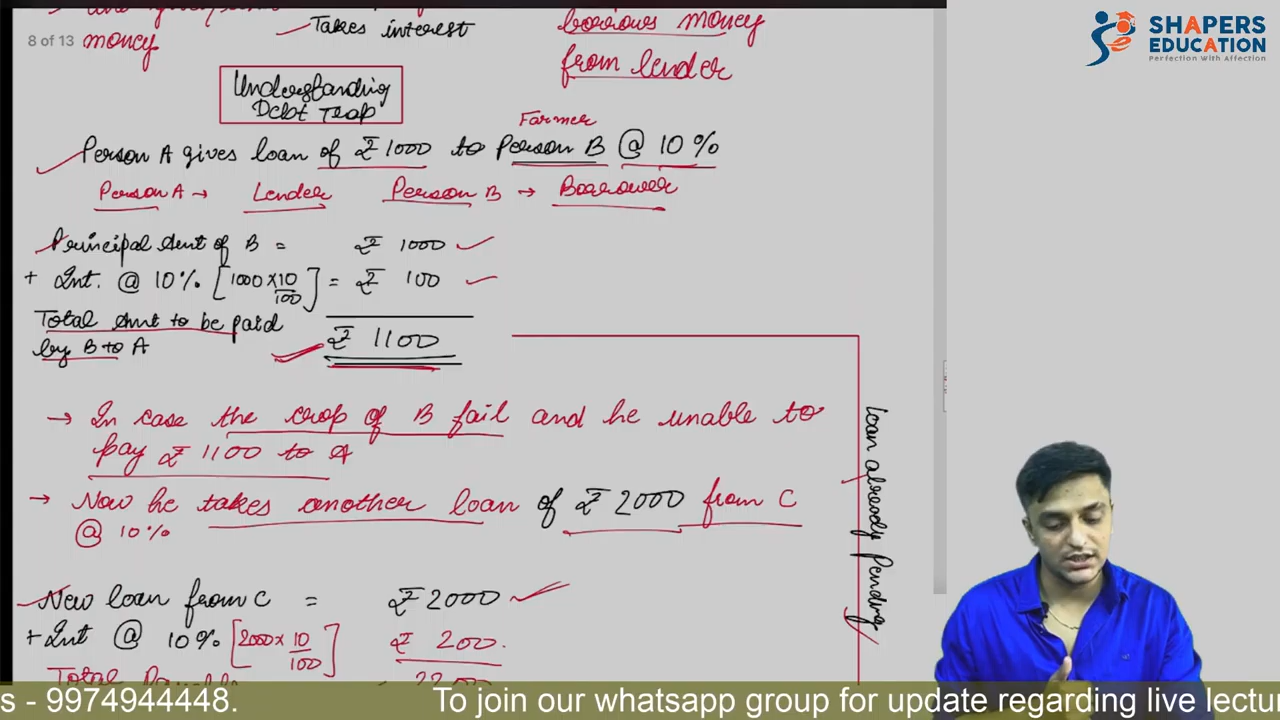 Takes interest
borrows money
8 of 13
money
from lender
SHAPERS
EDUCATION
Perfection With Affection
Understanding
Debt Trap
Farmer
Person A gives loan of ₹ 1000 to Person B @ 10%
Person A → Lender Person B → Borrower
Principal Amt of B = ₹ 1000
+ Int. @ 10% [1000 × 10/100] = ₹ 100
Total Amt to be paid
by B to A
₹ 1100
→ In case the crop of B fail and he unable to
pay ₹ 1100 to A
→ Now he takes another loan of ₹ 2000 from C
@ 10%
Loan already Pending
New loan from C = ₹ 2000
+ Int @ 10% [2000 × 10/100] ₹ 200.
Total
s - 9974944448. To join our whatsapp group for update regarding live lectu